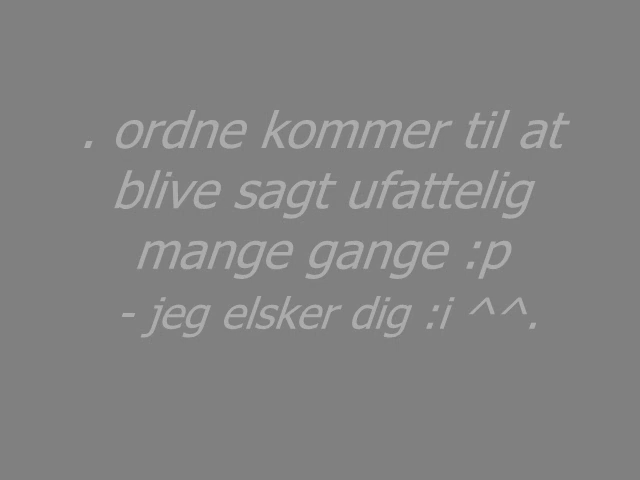 . ordne kommer til at
blive sagt ufattelig
mange gange :p
- jeg elsker dig :i ^^.